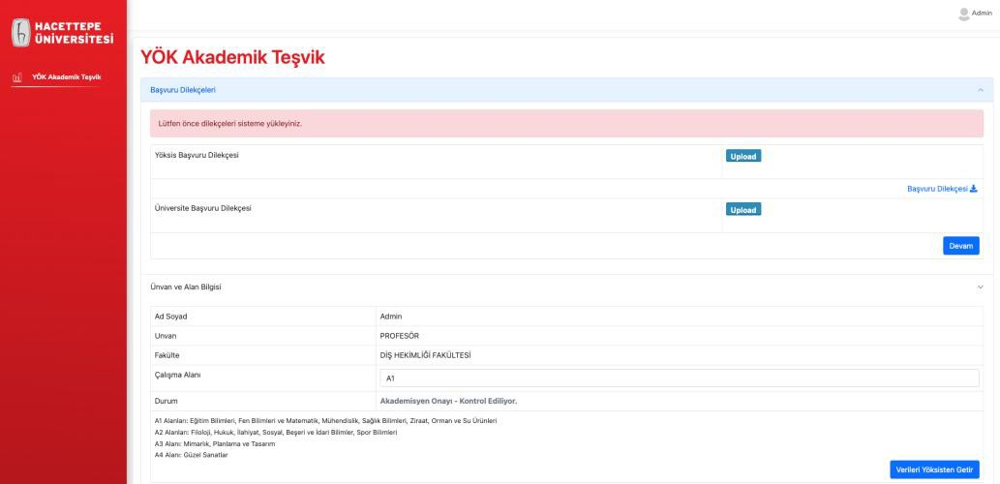 HACETTEPE
ÜNİVERSİTESİ
Admin
YÖK Akademik Teşvik
YÖK Akademik Teşvik
Başvuru Dilekçeleri
Lütfen önce dilekçeleri sisteme yükleyiniz.
Yöksis Başvuru Dilekçesi Upload
Başvuru Dilekçesi
Üniversite Başvuru Dilekçesi Upload
Devam
Ünvan ve Alan Bilgisi
Ad Soyad Admin
Unvan PROFESÖR
Fakülte DİŞ HEKİMLİĞİ FAKÜLTESİ
Çalışma Alanı A1
Durum Akademisyen Onayı - Kontrol Ediliyor.
A1 Alanları: Eğitim Bilimleri, Fen Bilimleri ve Matematik, Mühendislik, Sağlık Bilimleri, Ziraat, Orman ve Su Ürünleri
A2 Alanları: Filoloji, Hukuk, İlahiyat, Sosyal, Beşeri ve İdari Bilimler, Spor Bilimleri
A3 Alanı: Mimarlık, Planlama ve Tasarım
A4 Alanı: Güzel Sanatlar
Verileri Yöksisten Getir